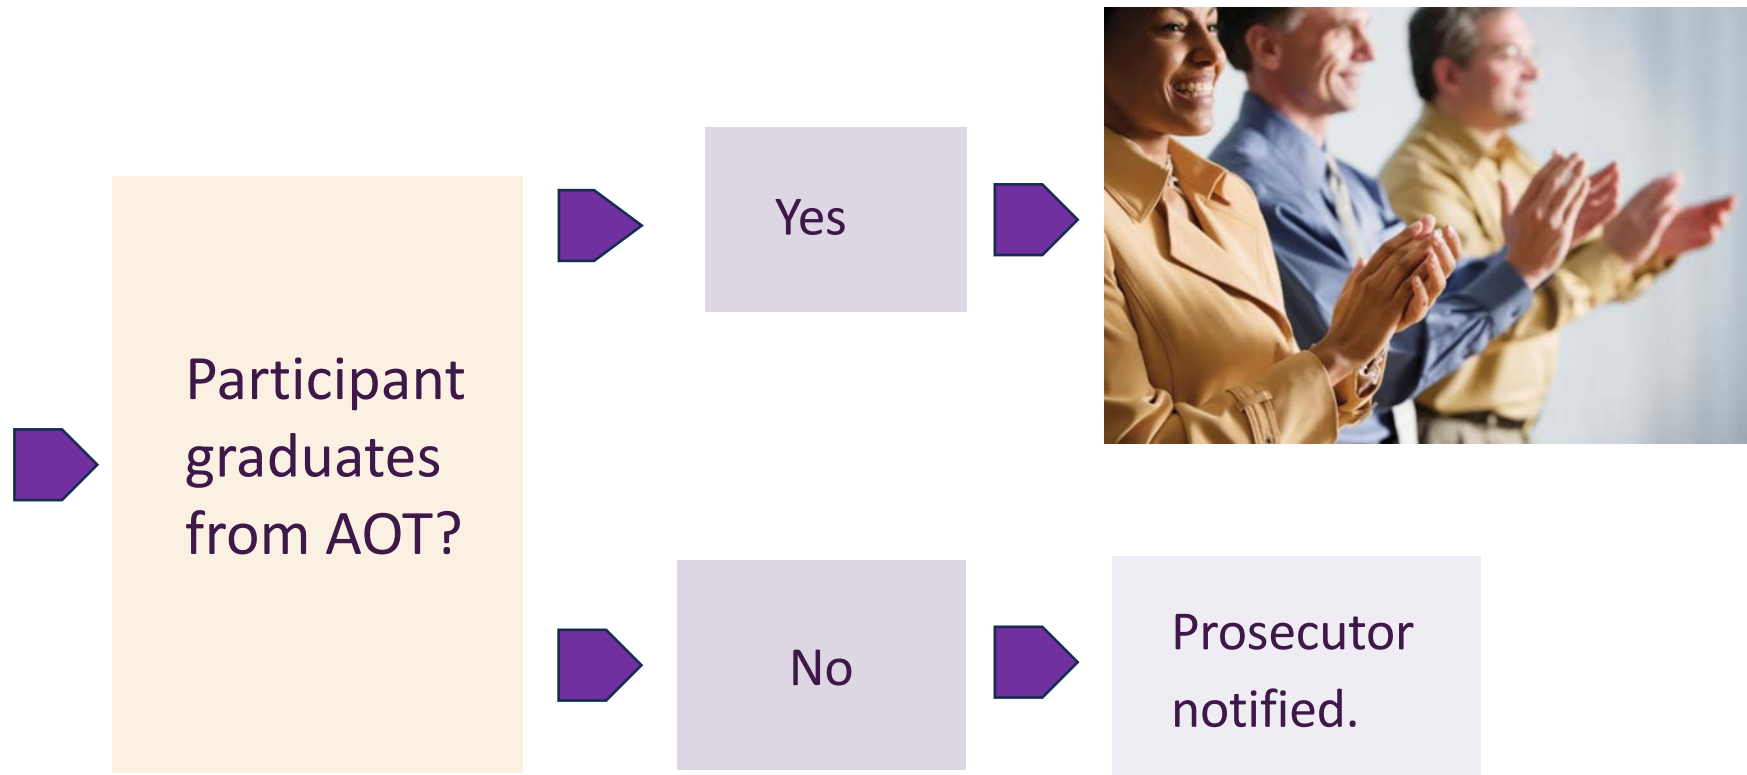 Participant
graduates
from AOT?
Yes
No
Prosecutor
notified.